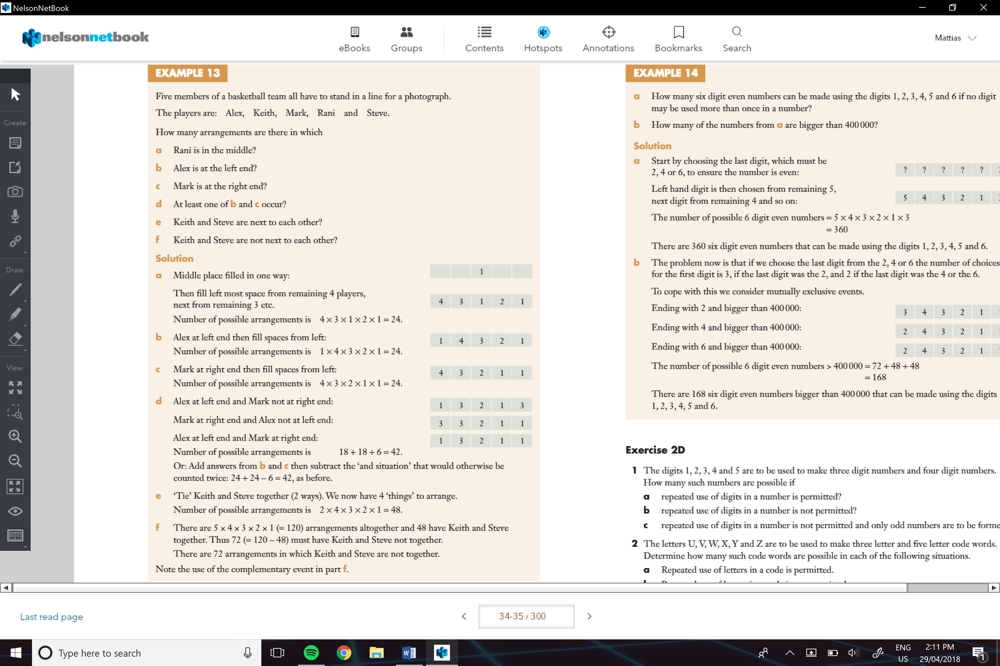 NelsonNetBook
nelsonnetbook
eBooks
Groups
Contents
Hotspots
Annotations
Bookmarks
Search
Mattias
Create
Draw
View
EXAMPLE 13
Five members of a basketball team all have to stand in a line for a photograph.
The players are: Alex, Keith, Mark, Rani and Steve.
How many arrangements are there in which
a Rani is in the middle?
b Alex is at the left end?
c Mark is at the right end?
d At least one of b and c occur?
e Keith and Steve are next to each other?
f Keith and Steve are not next to each other?
Solution
a Middle place filled in one way:
1
Then fill left most space from remaining 4 players,
next from remaining 3 etc.
4 3 1 2 1
Number of possible arrangements is 4 × 3 × 1 × 2 × 1 = 24.
b Alex at left end then fill spaces from left:
1 4 3 2 1
Number of possible arrangements is 1 × 4 × 3 × 2 × 1 = 24.
c Mark at right end then fill spaces from left:
4 3 2 1 1
Number of possible arrangements is 4 × 3 × 2 × 1 × 1 = 24.
d Alex at left end and Mark not at right end:
1 3 2 1 3
Mark at right end and Alex not at left end:
3 3 2 1 1
Alex at left end and Mark at right end:
1 3 2 1 1
Number of possible arrangements is 18 + 18 + 6 = 42.
Or: Add answers from b and c then subtract the ‘and situation’ that would otherwise be
counted twice: 24 + 24 – 6 = 42, as before.
e ‘Tie’ Keith and Steve together (2 ways). We now have 4 ‘things’ to arrange.
Number of possible arrangements is 2 × 4 × 3 × 2 × 1 = 48.
f There are 5 × 4 × 3 × 2 × 1 (= 120) arrangements altogether and 48 have Keith and Steve
together. Thus 72 (= 120 – 48) must have Keith and Steve not together.
There are 72 arrangements in which Keith and Steve are not together.
Note the use of the complementary event in part f.
EXAMPLE 14
a How many six digit even numbers can be made using the digits 1, 2, 3, 4, 5 and 6 if no digit
may be used more than once in a number?
b How many of the numbers from a are bigger than 400 000?
Solution
a Start by choosing the last digit, which must be
2, 4 or 6, to ensure the number is even:
? ? ? ? ?
Left hand digit is then chosen from remaining 5,
next digit from remaining 4 and so on:
5 4 3 2 1
The number of possible 6 digit even numbers = 5 × 4 × 3 × 2 × 1 × 3
= 360
There are 360 six digit even numbers that can be made using the digits 1, 2, 3, 4, 5 and 6.
b The problem now is that if we choose the last digit from the 2, 4 or 6 the number of choices
for the first digit is 3, if the last digit was the 2, and 2 if the last digit was the 4 or the 6.
To cope with this we consider mutually exclusive events.
Ending with 2 and bigger than 400 000:
3 4 3 2 1
Ending with 4 and bigger than 400 000:
2 4 3 2 1
Ending with 6 and bigger than 400 000:
2 4 3 2 1
The number of possible 6 digit even numbers > 400 000 = 72 + 48 + 48
= 168
There are 168 six digit even numbers bigger than 400 000 that can be made using the digits
1, 2, 3, 4, 5 and 6.
Exercise 2D
1 The digits 1, 2, 3, 4 and 5 are to be used to make three digit numbers and four digit numbers.
How many such numbers are possible if
a repeated use of digits in a number is permitted?
b repeated use of digits in a number is not permitted?
c repeated use of digits in a number is not permitted and only odd numbers are to be forme
2 The letters U, V, W, X, Y and Z are to be used to make three letter and five letter code words.
Determine how many such code words are possible in each of the following situations.
a Repeated use of letters in a code is permitted.
Last read page
34-35 / 300
Type here to search
ENG
US
2:11 PM
29/04/2018
1